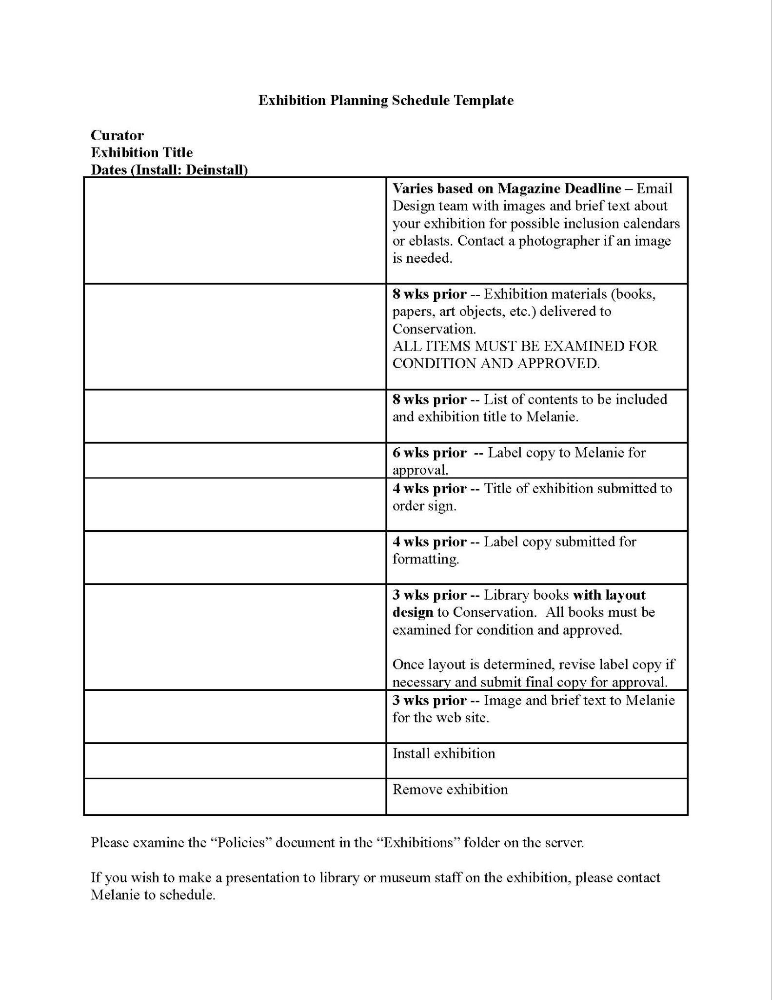 Exhibition Planning Schedule Template
Curator
Exhibition Title
Dates (Install: Deinstall)
Varies based on Magazine Deadline – Email
Design team with images and brief text about
your exhibition for possible inclusion calendars
or eblasts. Contact a photographer if an image
is needed.
8 wks prior -- Exhibition materials (books,
papers, art objects, etc.) delivered to
Conservation.
ALL ITEMS MUST BE EXAMINED FOR
CONDITION AND APPROVED.
8 wks prior -- List of contents to be included
and exhibition title to Melanie.
6 wks prior  -- Label copy to Melanie for
approval.
4 wks prior -- Title of exhibition submitted to
order sign.
4 wks prior -- Label copy submitted for
formatting.
3 wks prior -- Library books with layout
design to Conservation.  All books must be
examined for condition and approved.
Once layout is determined, revise label copy if
necessary and submit final copy for approval.
3 wks prior -- Image and brief text to Melanie
for the web site.
Install exhibition
Remove exhibition
Please examine the “Policies” document in the “Exhibitions” folder on the server.
If you wish to make a presentation to library or museum staff on the exhibition, please contact
Melanie to schedule.